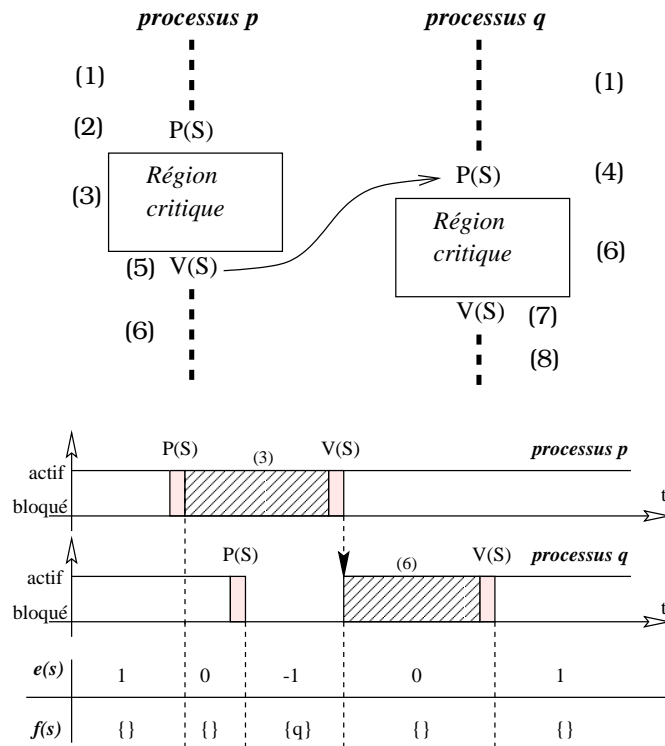 processus p processus q
(1) (1)
(2) P(S)
(3) Région critique P(S) (4)
Région critique (6)
(5) V(S)
(6) V(S) (7)
(8)
P(S) (3) V(S) processus p
actif
bloqué t
P(S) (6) V(S) processus q
actif
bloqué t
e(s) 1 0 -1 0 1
f(s) {} {} {q} {} {}